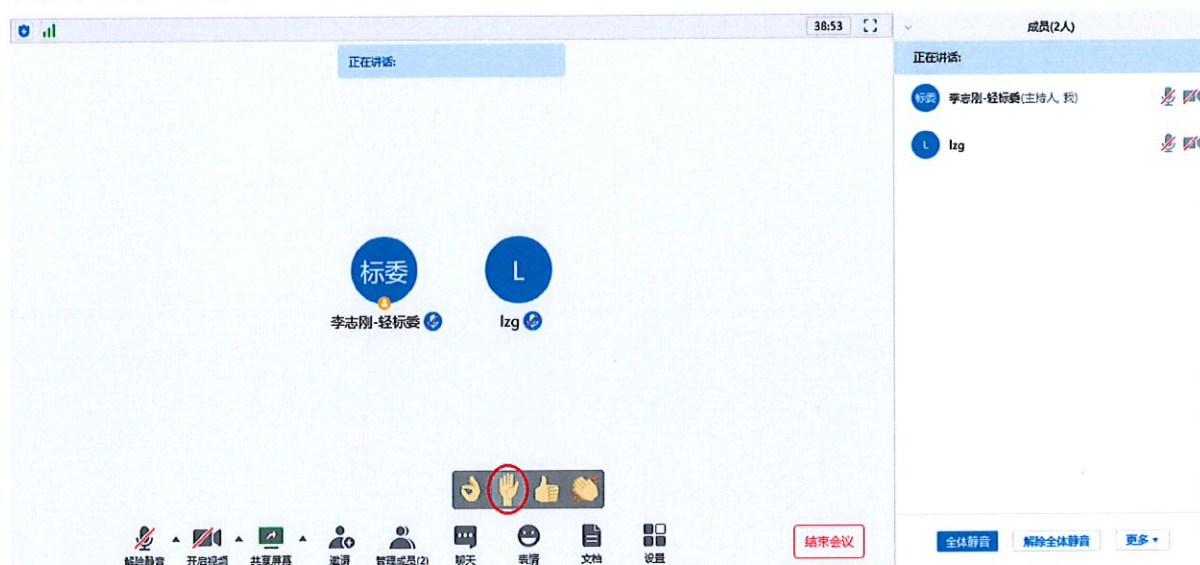 38:53
正在讲话:
标委
L
李志刚-轻标委
lzg
解除静音
开启视频
共享屏幕
邀请
管理成员(2)
聊天
表情
文档
设置
结束会议
成员(2人)
正在讲话:
标委
李志刚-轻标委(主持人, 我)
L
lzg
全体静音
解除全体静音
更多